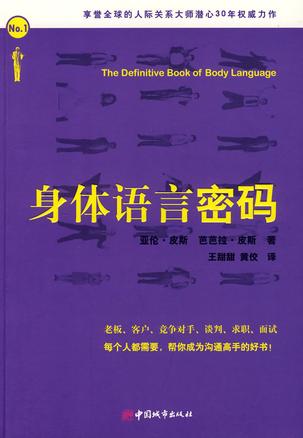 No.1
享誉全球的人际关系大师潜心30年权威力作
The Definitive Book of Body Language
身体语言密码
亚伦·皮斯 芭芭拉·皮斯 著
王甜甜 黄佼 译
老板、客户、竞争对手、谈判、求职、面试
每个人都需要，帮你成为沟通高手的好书！
中国城市出版社